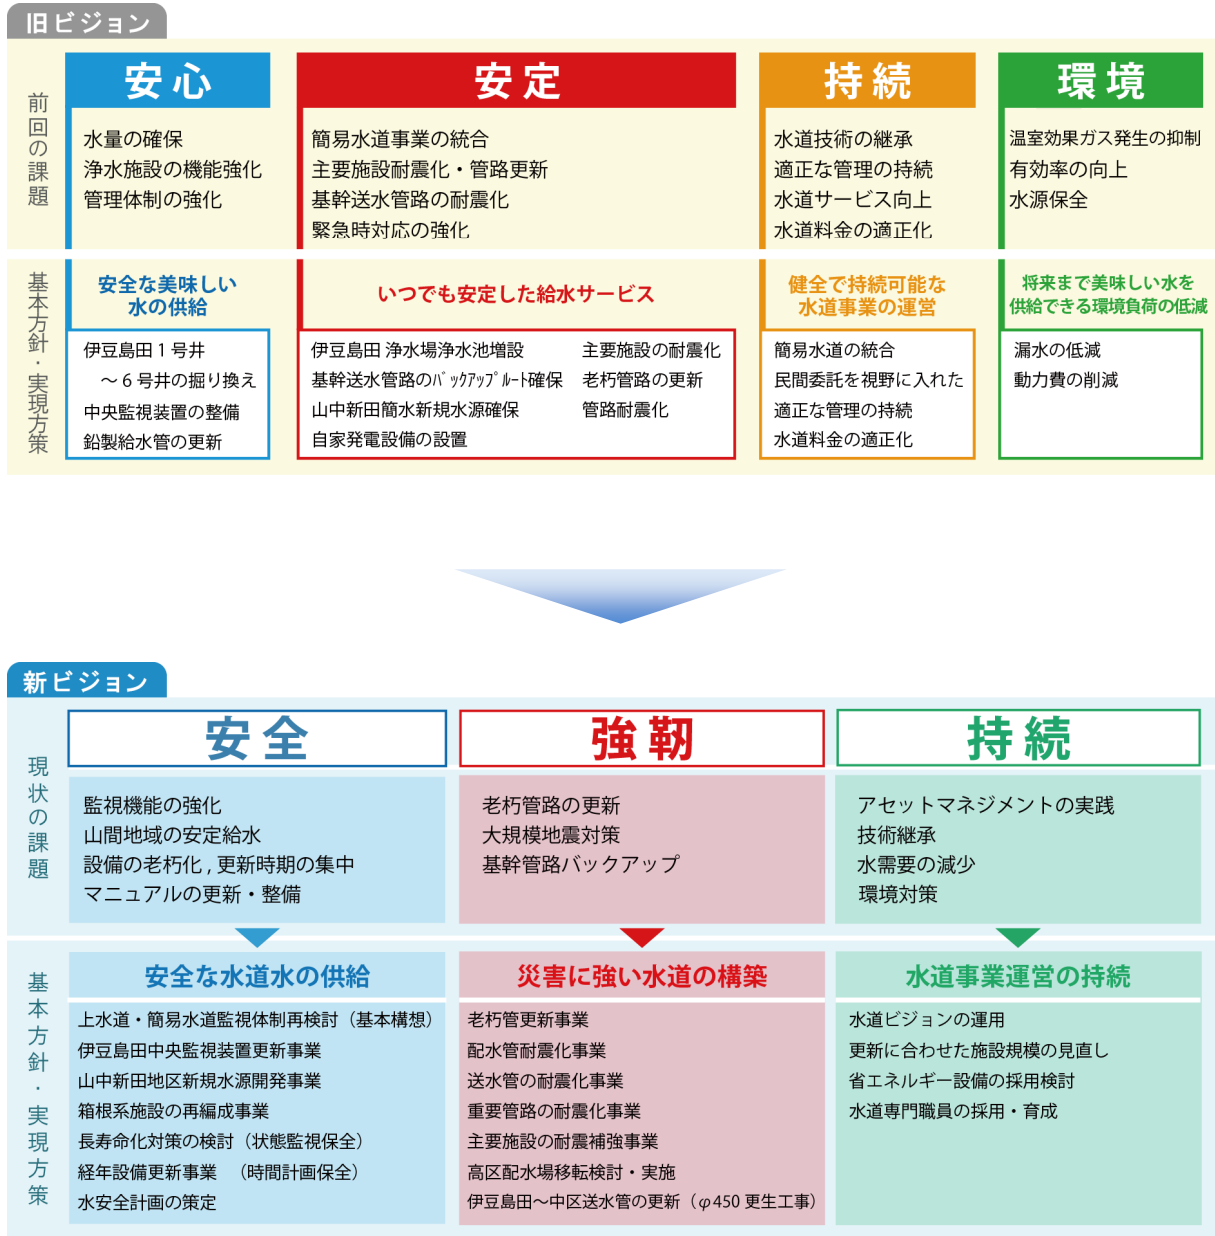 旧ビジョン
前回の課題
安心
水量の確保
浄水施設の機能強化
管理体制の強化
安定
簡易水道事業の統合
主要施設耐震化・管路更新
基幹送水管路の耐震化
緊急時対応の強化
持続
水道技術の継承
適正な管理の持続
水道サービス向上
水道料金の適正化
環境
温室効果ガス発生の抑制
有効率の向上
水源保全
基本方針・実現方策
安全な美味しい
水の供給
伊豆島田1号井
～6号井の掘り換え
中央監視装置の整備
鉛製給水管の更新
いつでも安定した給水サービス
伊豆島田 浄水場浄水池増設
基幹送水管路のﾊﾞｯｸｱｯﾌﾟﾙｰﾄ確保
山中新田簡水新規水源確保
自家発電設備の設置
主要施設の耐震化
老朽管路の更新
管路耐震化
健全で持続可能な
水道事業の運営
簡易水道の統合
民間委託を視野に入れた
適正な管理の持続
水道料金の適正化
将来まで美味しい水を
供給できる環境負荷の低減
漏水の低減
動力費の削減
新ビジョン
現状の課題
安全
監視機能の強化
山間地域の安定給水
設備の老朽化 , 更新時期の集中
マニュアルの更新・整備
強靭
老朽管路の更新
大規模地震対策
基幹管路バックアップ
持続
アセットマネジメントの実践
技術継承
水需要の減少
環境対策
基本方針・実現方策
安全な水道水の供給
上水道・簡易水道監視体制再検討（基本構想）
伊豆島田中央監視装置更新事業
山中新田地区新規水源開発事業
箱根系施設の再編成事業
長寿命化対策の検討（状態監視保全）
経年設備更新事業　（時間計画保全）
水安全計画の策定
災害に強い水道の構築
老朽管更新事業
配水管耐震化事業
送水管の耐震化事業
重要管路の耐震化事業
主要施設の耐震補強事業
高区配水場移転検討・実施
伊豆島田～中区送水管の更新（φ450 更生工事）
水道事業運営の持続
水道ビジョンの運用
更新に合わせた施設規模の見直し
省エネルギー設備の採用検討
水道専門職員の採用・育成